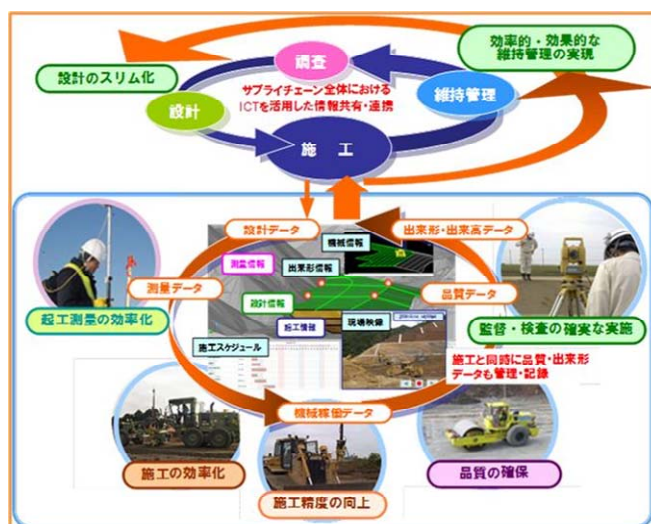 効率的・効果的な
維持管理の実現
調査
設計のスリム化
サプライチェーン全体における
ICTを活用した情報共有・連携
維持管理
設計
施 工
設計データ
出来形・出来高データ
機械情報
測量情報
出来形情報
測量データ
品質データ
設計情報
起工測量の効率化
起工情報
現場映像
監督・検査の確実な実施
施工スケジュール
施工と同時に品質・出来形
データも管理・記録
機械稼働データ
施工の効率化
品質の確保
施工精度の向上